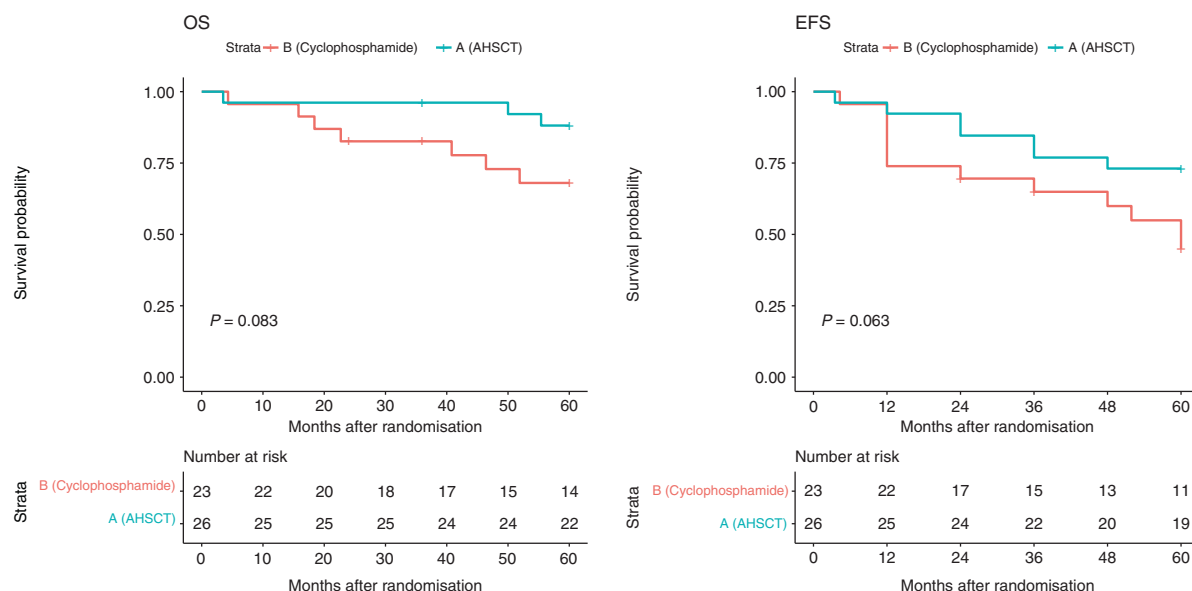 OS
Strata B (Cyclophosphamide) A (AHSCT)
1.00
0.75
0.50
0.25
0.00
Survival probability
P = 0.083
0 10 20 30 40 50 60
Months after randomisation
Number at risk
Strata
B (Cyclophosphamide) 23 22 20 18 17 15 14
A (AHSCT) 26 25 25 25 24 24 22
0 10 20 30 40 50 60
Months after randomisation
EFS
Strata B (Cyclophosphamide) A (AHSCT)
1.00
0.75
0.50
0.25
0.00
Survival probability
P = 0.063
0 12 24 36 48 60
Months after randomisation
Number at risk
Strata
B (Cyclophosphamide) 23 22 17 15 13 11
A (AHSCT) 26 25 24 22 20 19
0 12 24 36 48 60
Months after randomisation